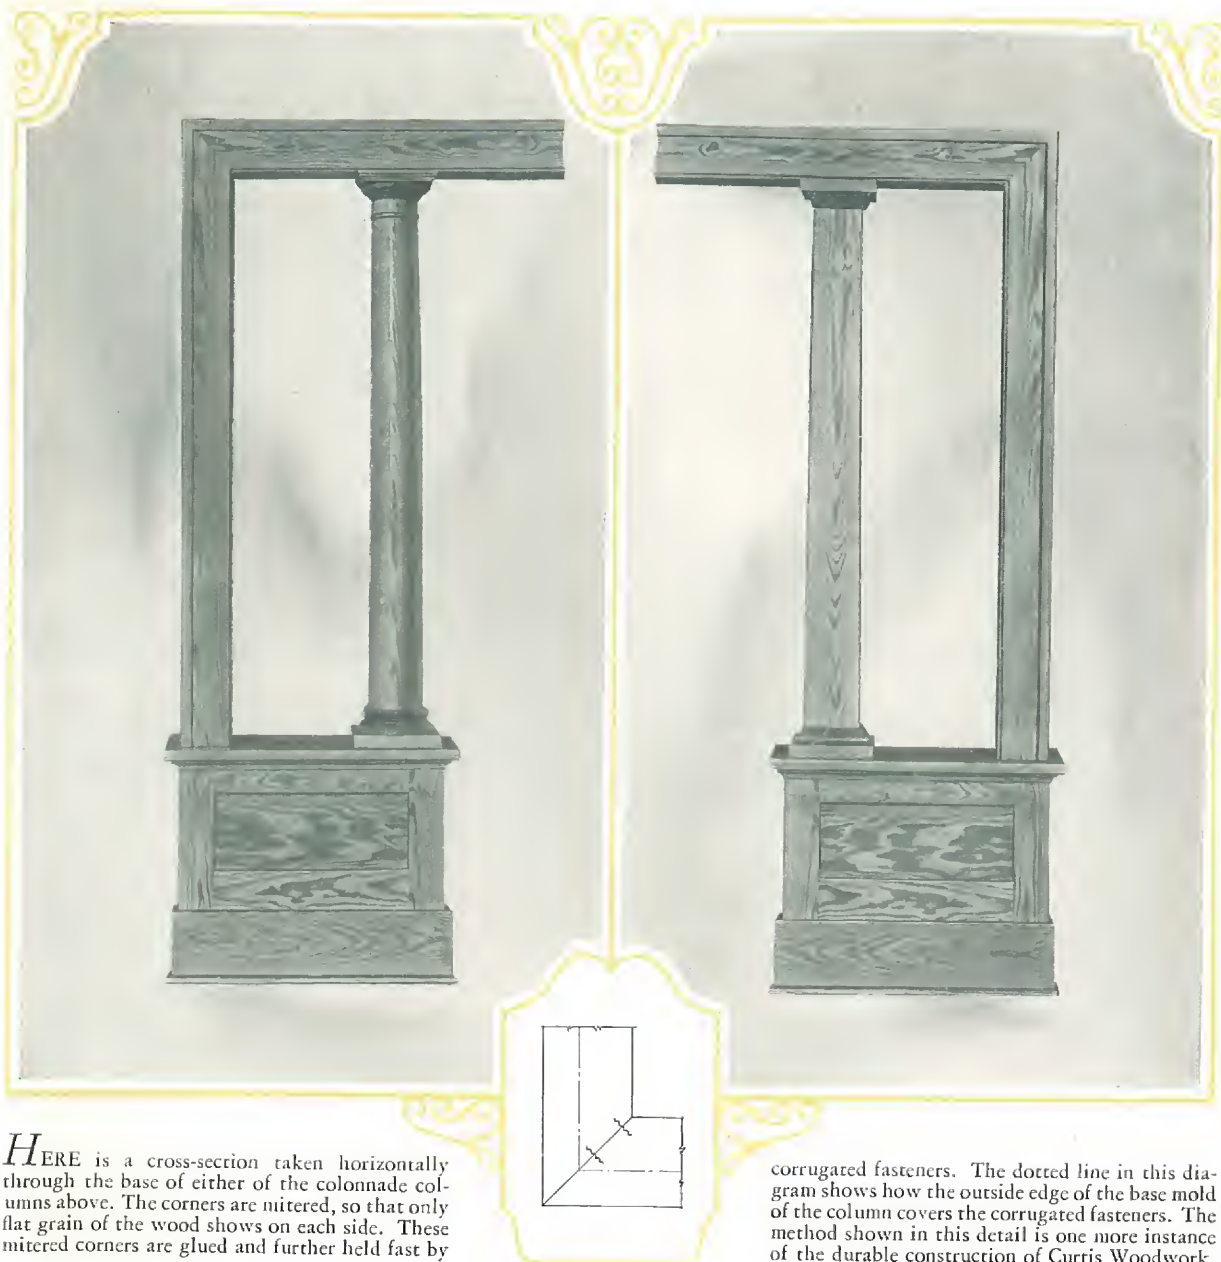 HERE is a cross-section taken horizontally
through the base of either of the colonnade col-
umns above. The corners are mitered, so that only
flat grain of the wood shows on each side. These
mitered corners are glued and further held fast by
corrugated fasteners. The dotted line in this dia-
gram shows how the outside edge of the base mold
of the column covers the corrugated fasteners. The
method shown in this detail is one more instance
of the durable construction of Curtis Woodwork